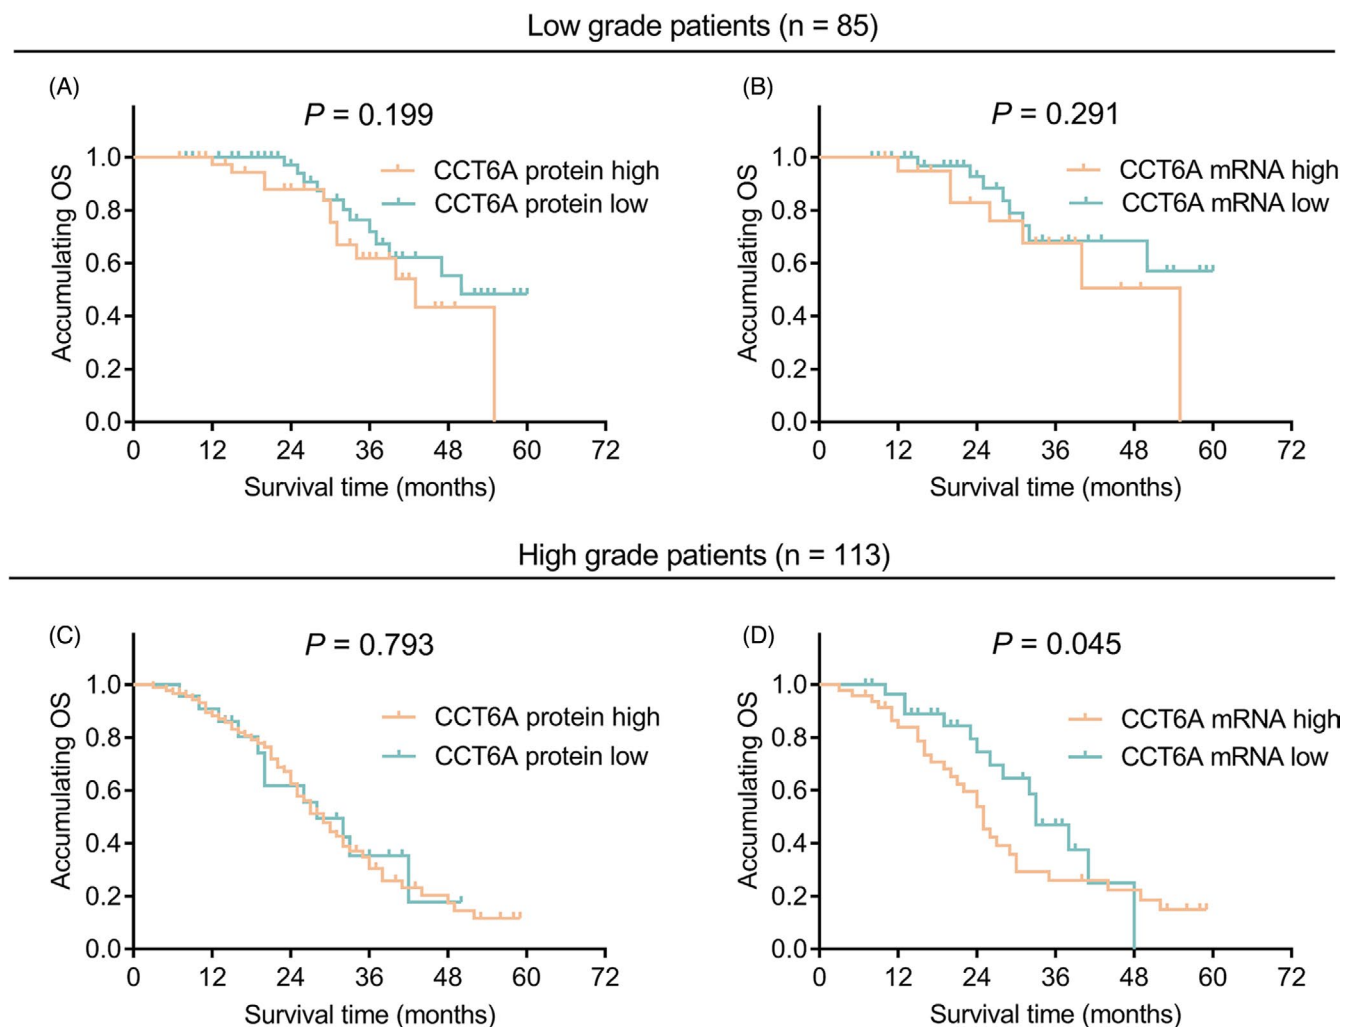 Low grade patients (n = 85)
(A)
P = 0.199
CCT6A protein high
CCT6A protein low
Accumulating OS
1.0
0.8
0.6
0.4
0.2
0.0
0 12 24 36 48 60 72
Survival time (months)
(B)
P = 0.291
CCT6A mRNA high
CCT6A mRNA low
Accumulating OS
1.0
0.8
0.6
0.4
0.2
0.0
0 12 24 36 48 60 72
Survival time (months)
High grade patients (n = 113)
(C)
P = 0.793
CCT6A protein high
CCT6A protein low
Accumulating OS
1.0
0.8
0.6
0.4
0.2
0.0
0 12 24 36 48 60 72
Survival time (months)
(D)
P = 0.045
CCT6A mRNA high
CCT6A mRNA low
Accumulating OS
1.0
0.8
0.6
0.4
0.2
0.0
0 12 24 36 48 60 72
Survival time (months)